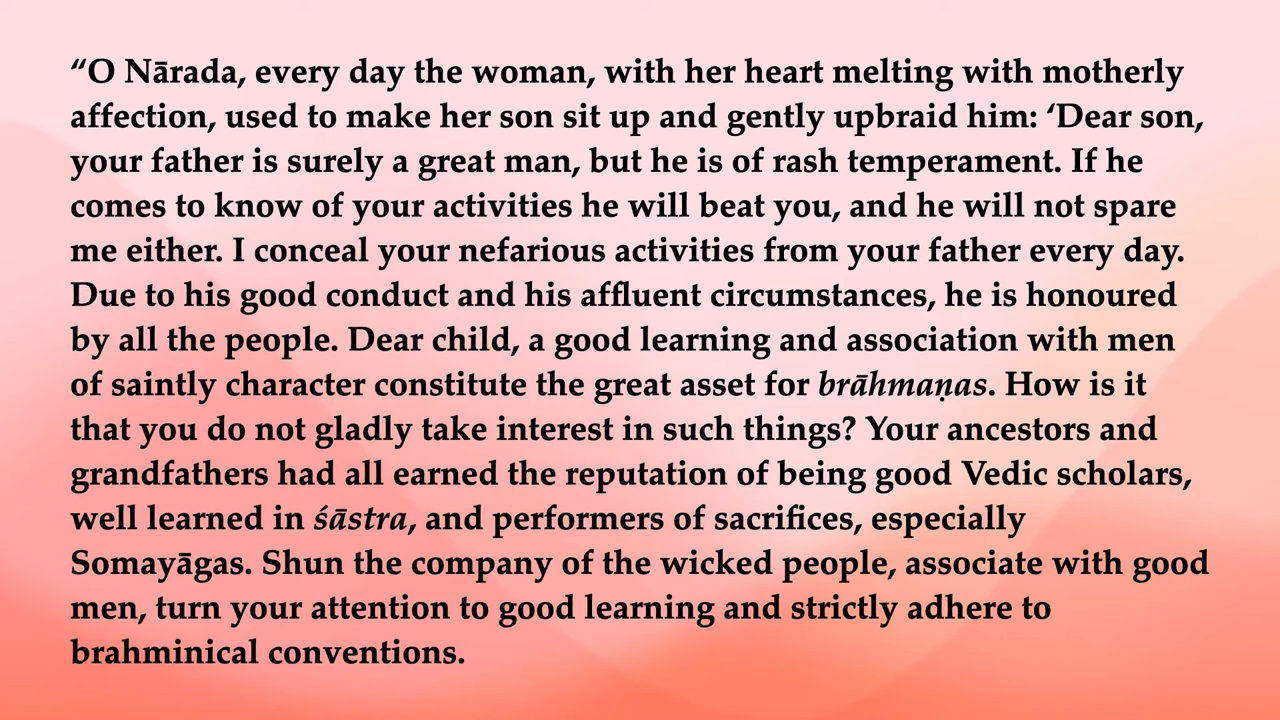 “O Nārada, every day the woman, with her heart melting with motherly
affection, used to make her son sit up and gently upbraid him: ‘Dear son,
your father is surely a great man, but he is of rash temperament. If he
comes to know of your activities he will beat you, and he will not spare
me either. I conceal your nefarious activities from your father every day.
Due to his good conduct and his affluent circumstances, he is honoured
by all the people. Dear child, a good learning and association with men
of saintly character constitute the great asset for brāhmaṇas. How is it
that you do not gladly take interest in such things? Your ancestors and
grandfathers had all earned the reputation of being good Vedic scholars,
well learned in śāstra, and performers of sacrifices, especially
Somayāgas. Shun the company of the wicked people, associate with good
men, turn your attention to good learning and strictly adhere to
brahminical conventions.